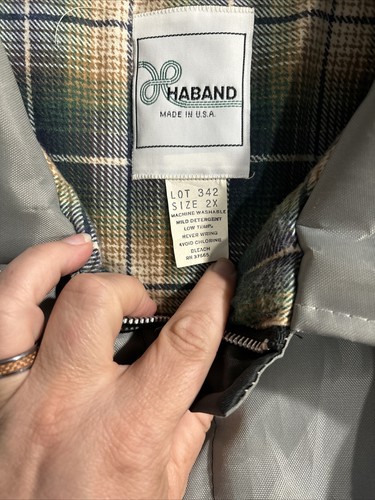 HABAND
MADE IN U.S.A.
LOT 342
SIZE 2X
MACHINE WASHABLE
MILD DETERGENT
LOW TEMP.
NEVER WRING
AVOID CHLORINE
BLEACH
RN 37665